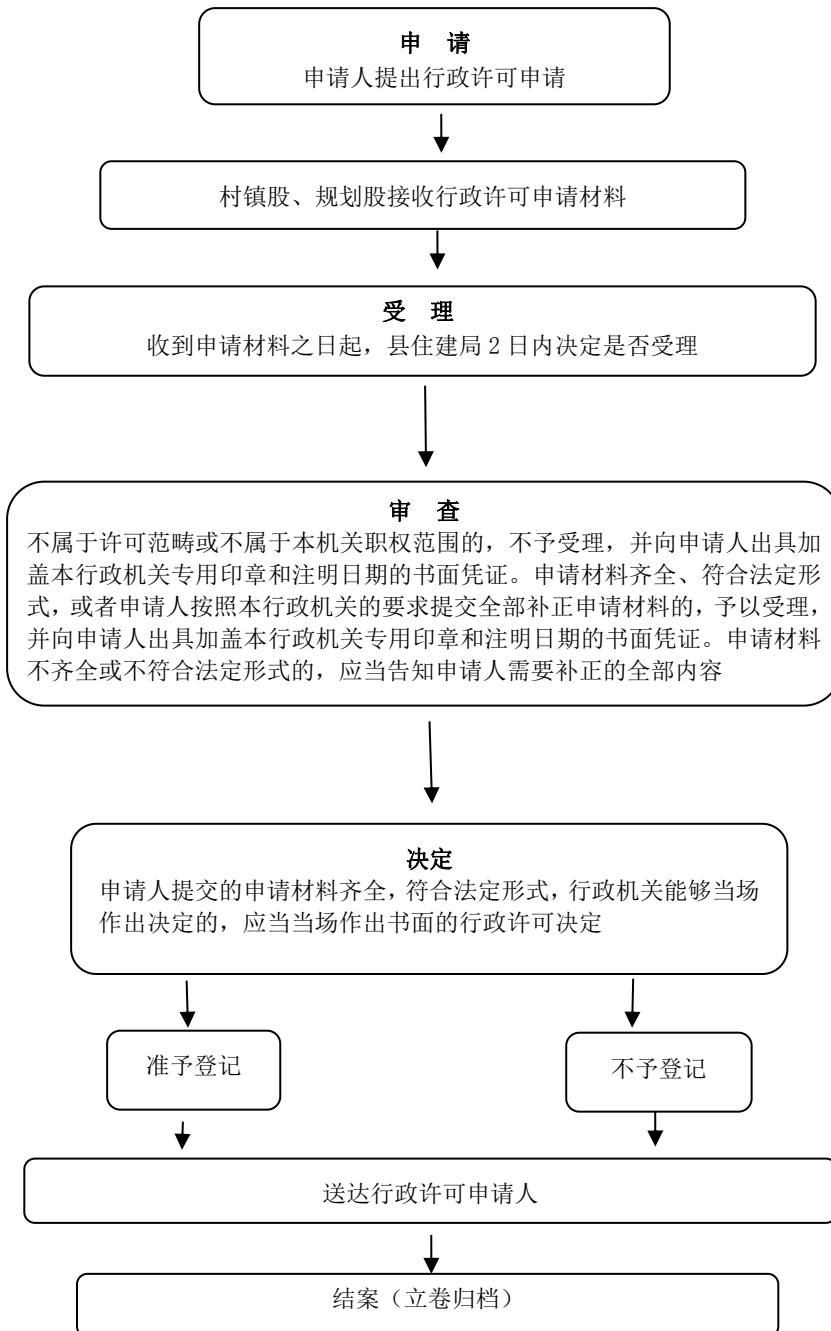 申 请
申请人提出行政许可申请
村镇股、规划股接收行政许可申请材料
受 理
收到申请材料之日起，县住建局 2 日内决定是否受理
审 查
不属于许可范畴或不属于本机关职权范围的，不予受理，并向申请人出具加
盖本行政机关专用印章和注明日期的书面凭证。申请材料齐全、符合法定形
式，或者申请人按照本行政机关的要求提交全部补正申请材料的，予以受理，
并向申请人出具加盖本行政机关专用印章和注明日期的书面凭证。申请材料
不齐全或不符合法定形式的，应当告知申请人需要补正的全部内容
决定
申请人提交的申请材料齐全，符合法定形式，行政机关能够当场
作出决定的，应当当场作出书面的行政许可决定
准予登记
不予登记
送达行政许可申请人
结案（立卷归档）